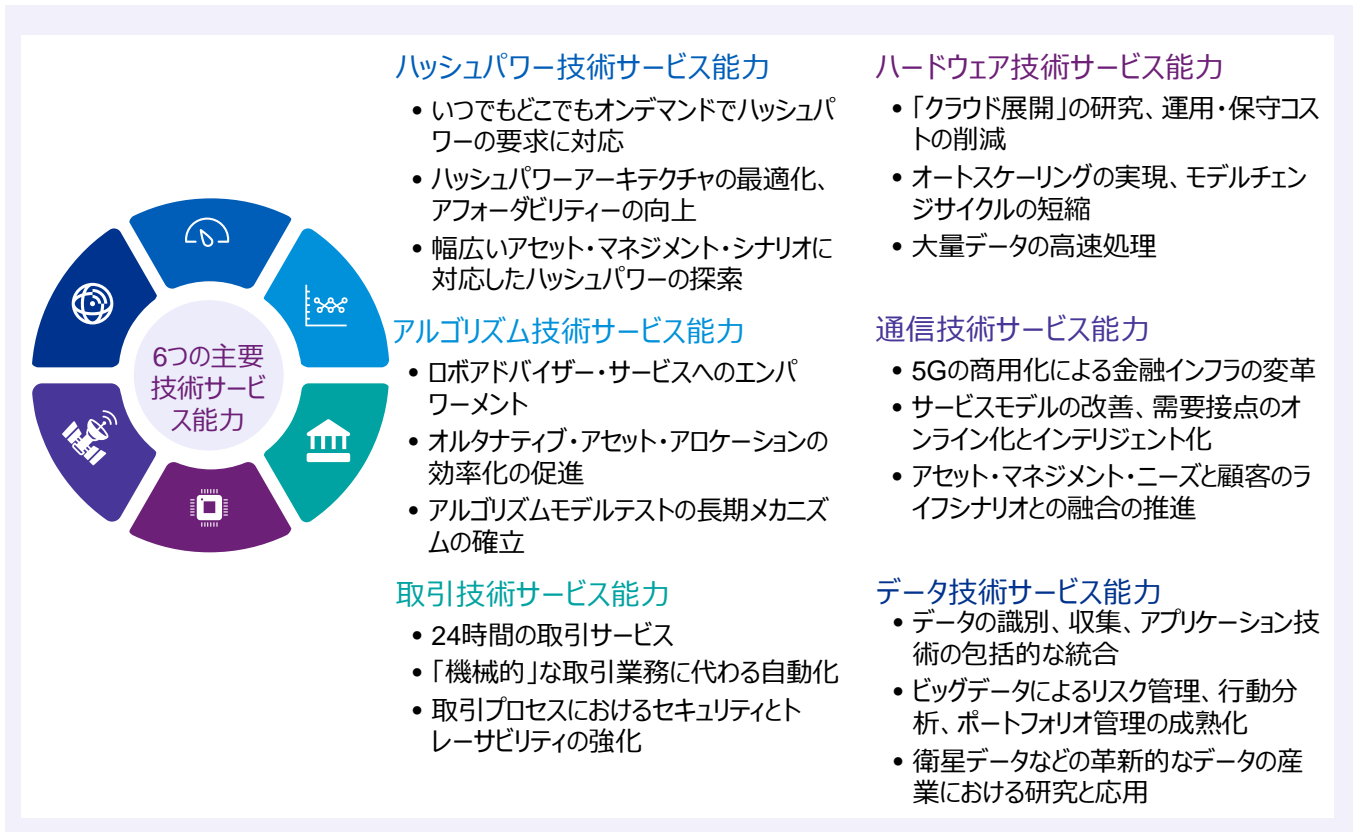 6つの主要
技術サービ
ス能力
ハッシュパワー技術サービス能力
• いつでもどこでもオンデマンドでハッシュパ
ワーの要求に対応
• ハッシュパワーアーキテクチャの最適化、
アフォーダビリティーの向上
• 幅広いアセット・マネジメント・シナリオに
対応したハッシュパワーの探索
アルゴリズム技術サービス能力
• ロボアドバイザー・サービスへのエンパ
ワーメント
• オルタナティブ・アセット・アロケーションの
効率化の促進
• アルゴリズムモデルテストの長期メカニズ
ムの確立
取引技術サービス能力
• 24時間の取引サービス
• 「機械的」な取引業務に代わる自動化
• 取引プロセスにおけるセキュリティとト
レーサビリティの強化
ハードウェア技術サービス能力
• 「クラウド展開」の研究、運用・保守コス
トの削減
• オートスケーリングの実現、モデルチェン
ジサイクルの短縮
• 大量データの高速処理
通信技術サービス能力
• 5Gの商用化による金融インフラの変革
• サービスモデルの改善、需要接点のオ
ンライン化とインテリジェント化
• アセット・マネジメント・ニーズと顧客のラ
イフシナリオとの融合の推進
データ技術サービス能力
• データの識別、収集、アプリケーション技
術の包括的な統合
• ビッグデータによるリスク管理、行動分
析、ポートフォリオ管理の成熟化
• 衛星データなどの革新的なデータの産
業における研究と応用